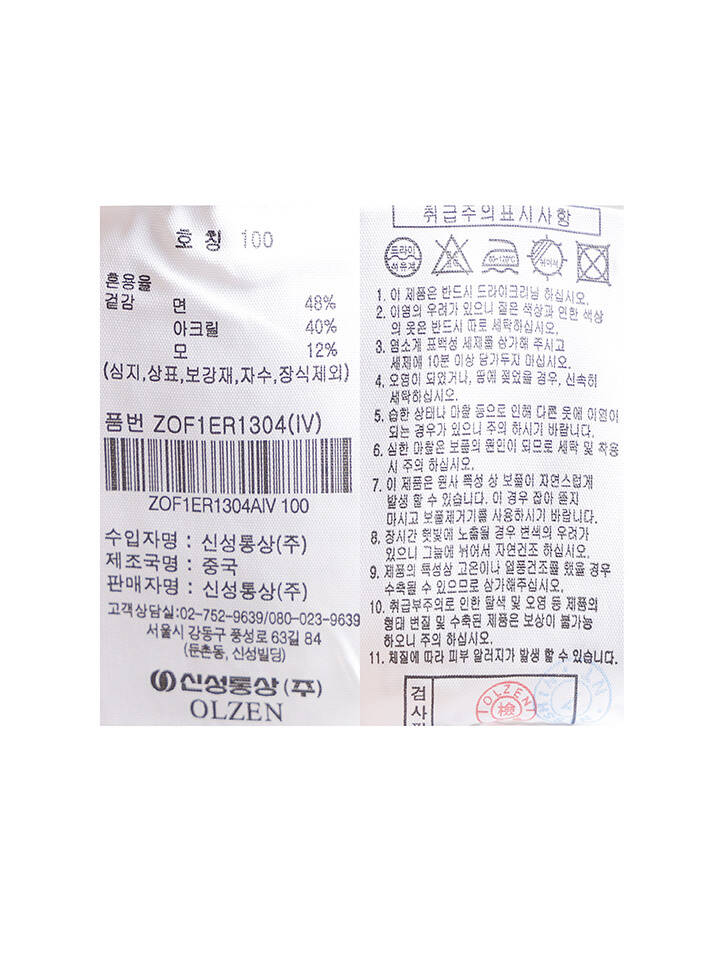 호 칭 100
혼용율
겉감 면 48%
아크릴 40%
모 12%
(심지,상표,보강재,자수,장식제외)
품번 ZOF1ER1304(IV)
ZOF1ER1304AIV 100
수입자명 : 신성통상(주)
제조국명 : 중국
판매자명 : 신성통상(주)
고객상담실:02-752-9639/080-023-9639
서울시 강동구 풍성로 63길 84
(둔촌동, 신성빌딩)
신성통상(주)
OLZEN
취급주의표시사항
드라이
석유계
80~120℃
뉘어서
1. 이 제품은 반드시 드라이크리닝 하십시오.
2. 이염의 우려가 있으니 짙은 색상과 연한 색상
의 옷은 반드시 따로 세탁하십시오.
3. 염소계 표백성 세제를 삼가해 주시고
세제에 10분 이상 담가두지 마십시오.
4. 오염이 되었거나, 땀에 젖었을 경우, 신속히
세탁하십시오.
5. 습한 상태나 마찰 등으로 인해 다른 옷에 이염이
되는 경우가 있으니 주의 하시기 바랍니다.
6. 심한 마찰은 보풀의 원인이 되므로 세탁 및 착용
시 주의 하십시오.
7. 이 제품은 원사 특성 상 보풀이 자연스럽게
발생 할 수 있습니다. 이 경우 잡아 뜯지
마시고 보풀제거기를 사용하시기 바랍니다.
8. 장시간 햇빛에 노출될 경우 변색의 우려가
있으니 그늘에 뉘어서 자연건조 하십시오.
9. 제품의 특성상 고온이나 열풍건조를 했을 경우
수축될 수 있으므로 삼가해주십시오.
10. 취급부주의로 인한 탈색 및 오염 등 제품의
형태 변질 및 수축된 제품은 보상이 불가능
하오니 주의 하십시오.
11. 체질에 따라 피부 알러지가 발생 할 수 있습니다.
검
사
OLZEN
檢